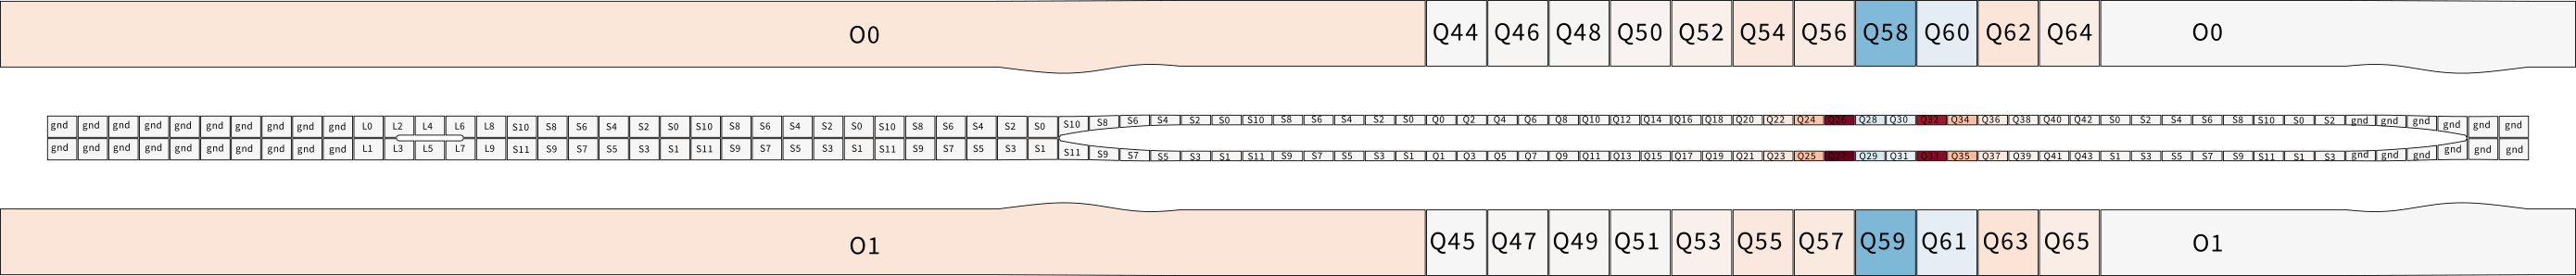 O0 Q44 Q46 Q48 Q50 Q52 Q54 Q56 Q58 Q60 Q62 Q64 O0
gnd gnd gnd gnd gnd gnd gnd gnd gnd gnd L0 L2 L4 L6 L8 S10 S8 S6 S4 S2 S0 S10 S8 S6 S4 S2 S0 S10 S8 S6 S4 S2 S0 S10 S8 S6 S4 S2 S0 S10 S8 S6 S4 S2 S0 Q0 Q2 Q4 Q6 Q8 Q10 Q12 Q14 Q16 Q18 Q20 Q22 Q24 Q26 Q28 Q30 Q32 Q34 Q36 Q38 Q40 Q42 S0 S2 S4 S6 S8 S10 S0 S2 gnd gnd gnd gnd gnd gnd
gnd gnd gnd gnd gnd gnd gnd gnd gnd gnd L1 L3 L5 L7 L9 S11 S9 S7 S5 S3 S1 S11 S9 S7 S5 S3 S1 S11 S9 S7 S5 S3 S1 S11 S9 S7 S5 S3 S1 S11 S9 S7 S5 S3 S1 Q1 Q3 Q5 Q7 Q9 Q11 Q13 Q15 Q17 Q19 Q21 Q23 Q25 Q27 Q29 Q31 Q33 Q35 Q37 Q39 Q41 Q43 S1 S3 S5 S7 S9 S11 S1 S3 gnd gnd gnd gnd gnd gnd
O1 Q45 Q47 Q49 Q51 Q53 Q55 Q57 Q59 Q61 Q63 Q65 O1